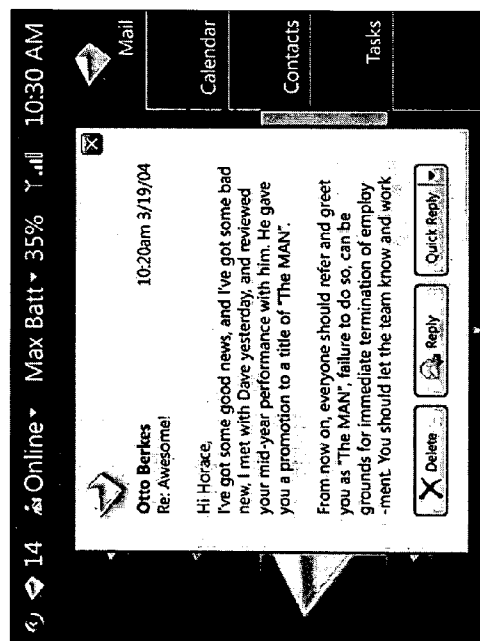 14 Online Max Batt 35% 10:30 AM
Mail
Calendar
Contacts
Tasks
Otto Berkes 10:20am 3/19/04
Re: Awesome!
Hi Horace,
I've got some good news, and I've got some bad
new, I met with Dave yesterday, and reviewed
your mid-year performance with him. He gave
you a promotion to a title of "The MAN".
From now on, everyone should refer and greet
you as "The MAN", failure to do so, can be
grounds for immediate termination of employ
-ment. You should let the team know and work
Delete Reply Quick Reply